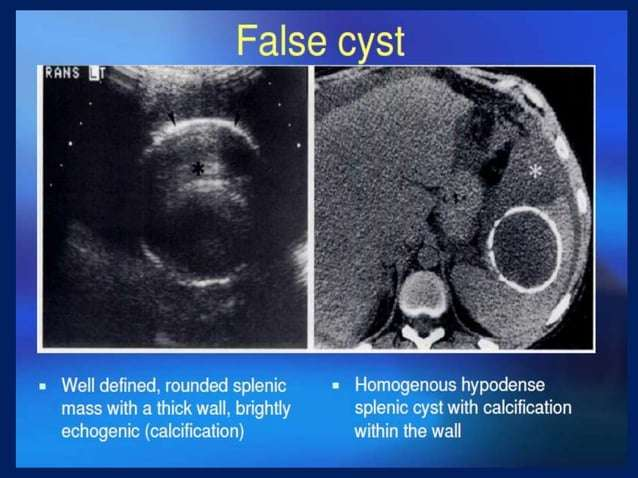 False cyst
RANS LT
*
*
▪ Well defined, rounded splenic
mass with a thick wall, brightly
echogenic (calcification)
▪ Homogenous hypodense
splenic cyst with calcification
within the wall